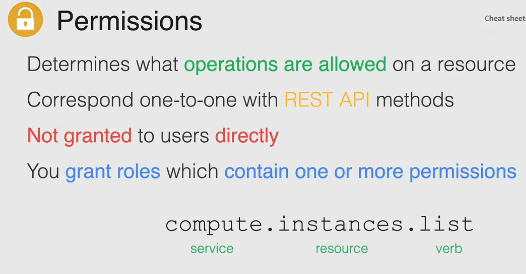 Permissions
Cheat sheet
Determines what operations are allowed on a resource
Correspond one-to-one with REST API methods
Not granted to users directly
You grant roles which contain one or more permissions
compute.instances.list
service resource verb